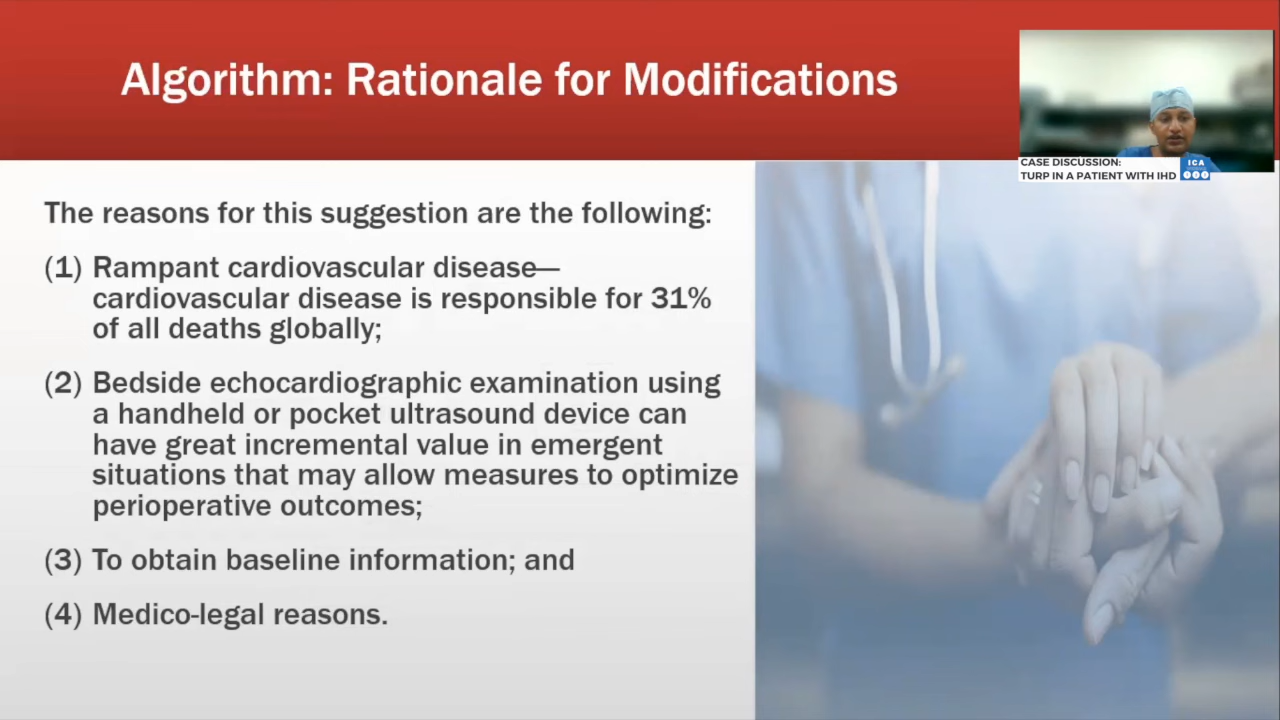 Algorithm: Rationale for Modifications
CASE DISCUSSION:
TURP IN A PATIENT WITH IHD
ICA
The reasons for this suggestion are the following:
(1) Rampant cardiovascular disease—
cardiovascular disease is responsible for 31%
of all deaths globally;
(2) Bedside echocardiographic examination using
a handheld or pocket ultrasound device can
have great incremental value in emergent
situations that may allow measures to optimize
perioperative outcomes;
(3) To obtain baseline information; and
(4) Medico-legal reasons.